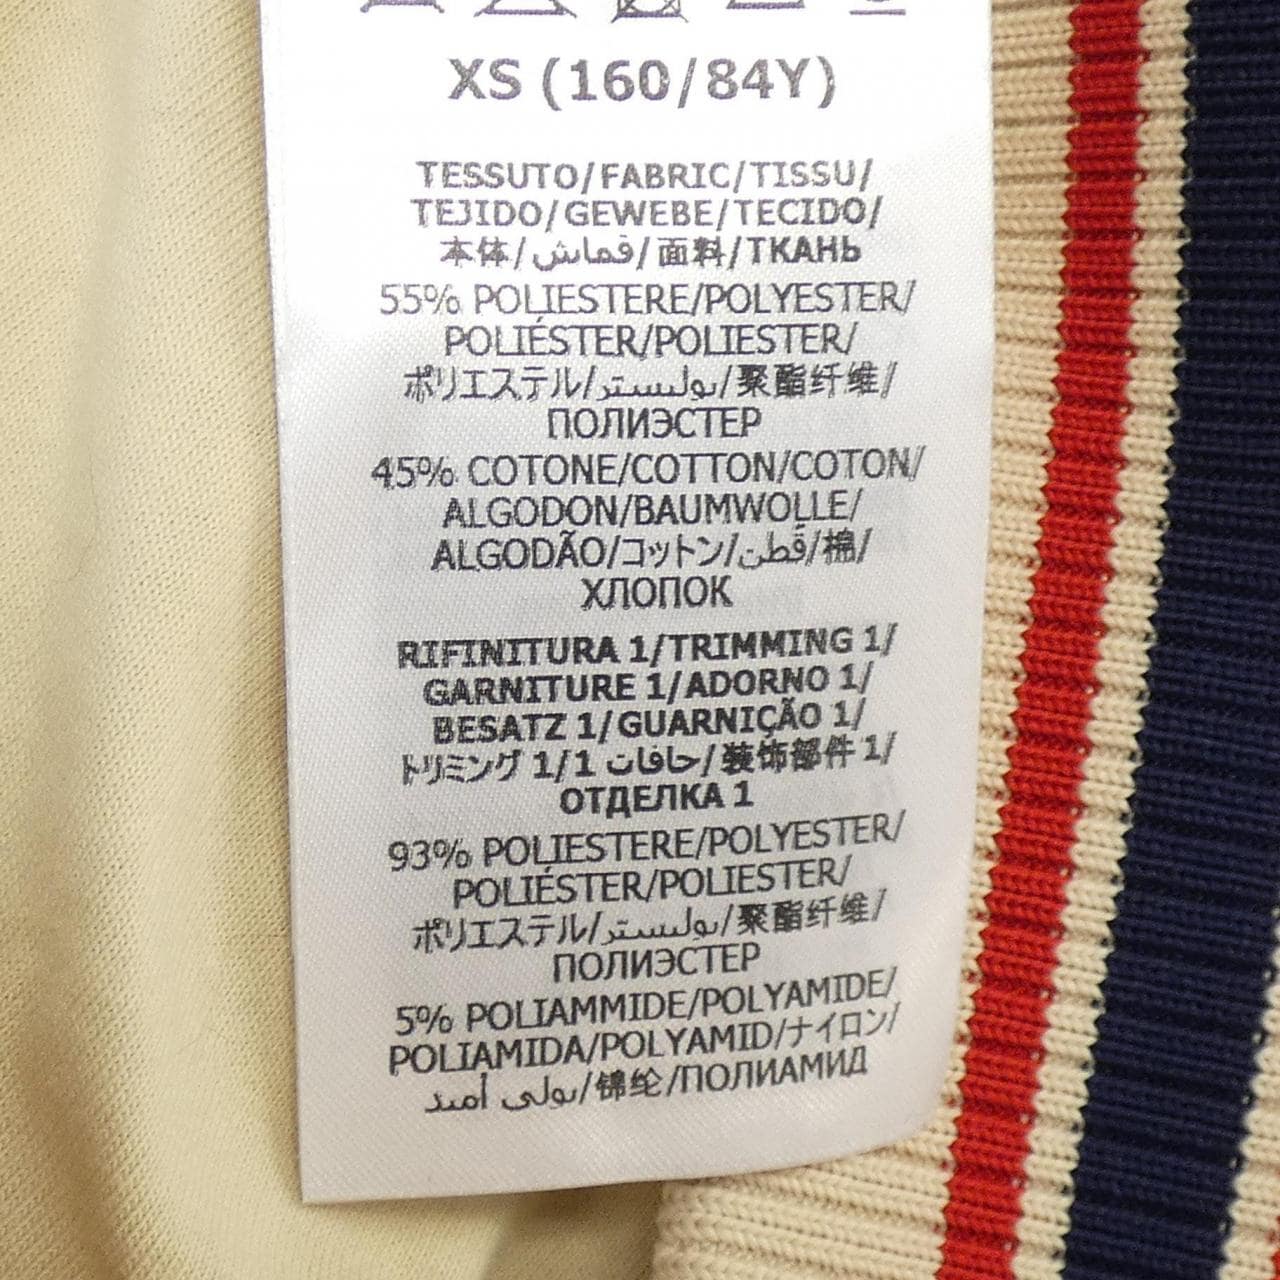 XS (160/84Y)
TESSUTO/FABRIC/TISSU/
TEJIDO/GEWEBE/TECIDO/
本体/قماش/面料/ТКАНЬ
55% POLIESTERE/POLYESTER/
POLIÉSTER/POLIESTER/
ポリエステル/بوليستر/聚酯纤维/
ПОЛИЭСТЕР
45% COTONE/COTTON/COTON/
ALGODON/BAUMWOLLE/
ALGODÃO/コットン/قطن/棉/
ХЛОПОК
RIFINITURA 1/TRIMMING 1/
GARNITURE 1/ADORNO 1/
BESATZ 1/GUARNIÇÃO 1/
トリミング 1/حافات 1/装饰部件 1/
ОТДЕЛКА 1
93% POLIESTERE/POLYESTER/
POLIÉSTER/POLIESTER/
ポリエステル/بوليستر/聚酯纤维/
ПОЛИЭСТЕР
5% POLIAMMIDE/POLYAMIDE/
POLIAMIDA/POLYAMID/ナイロン/
بولي أميد/锦纶/ПОЛИАМИД